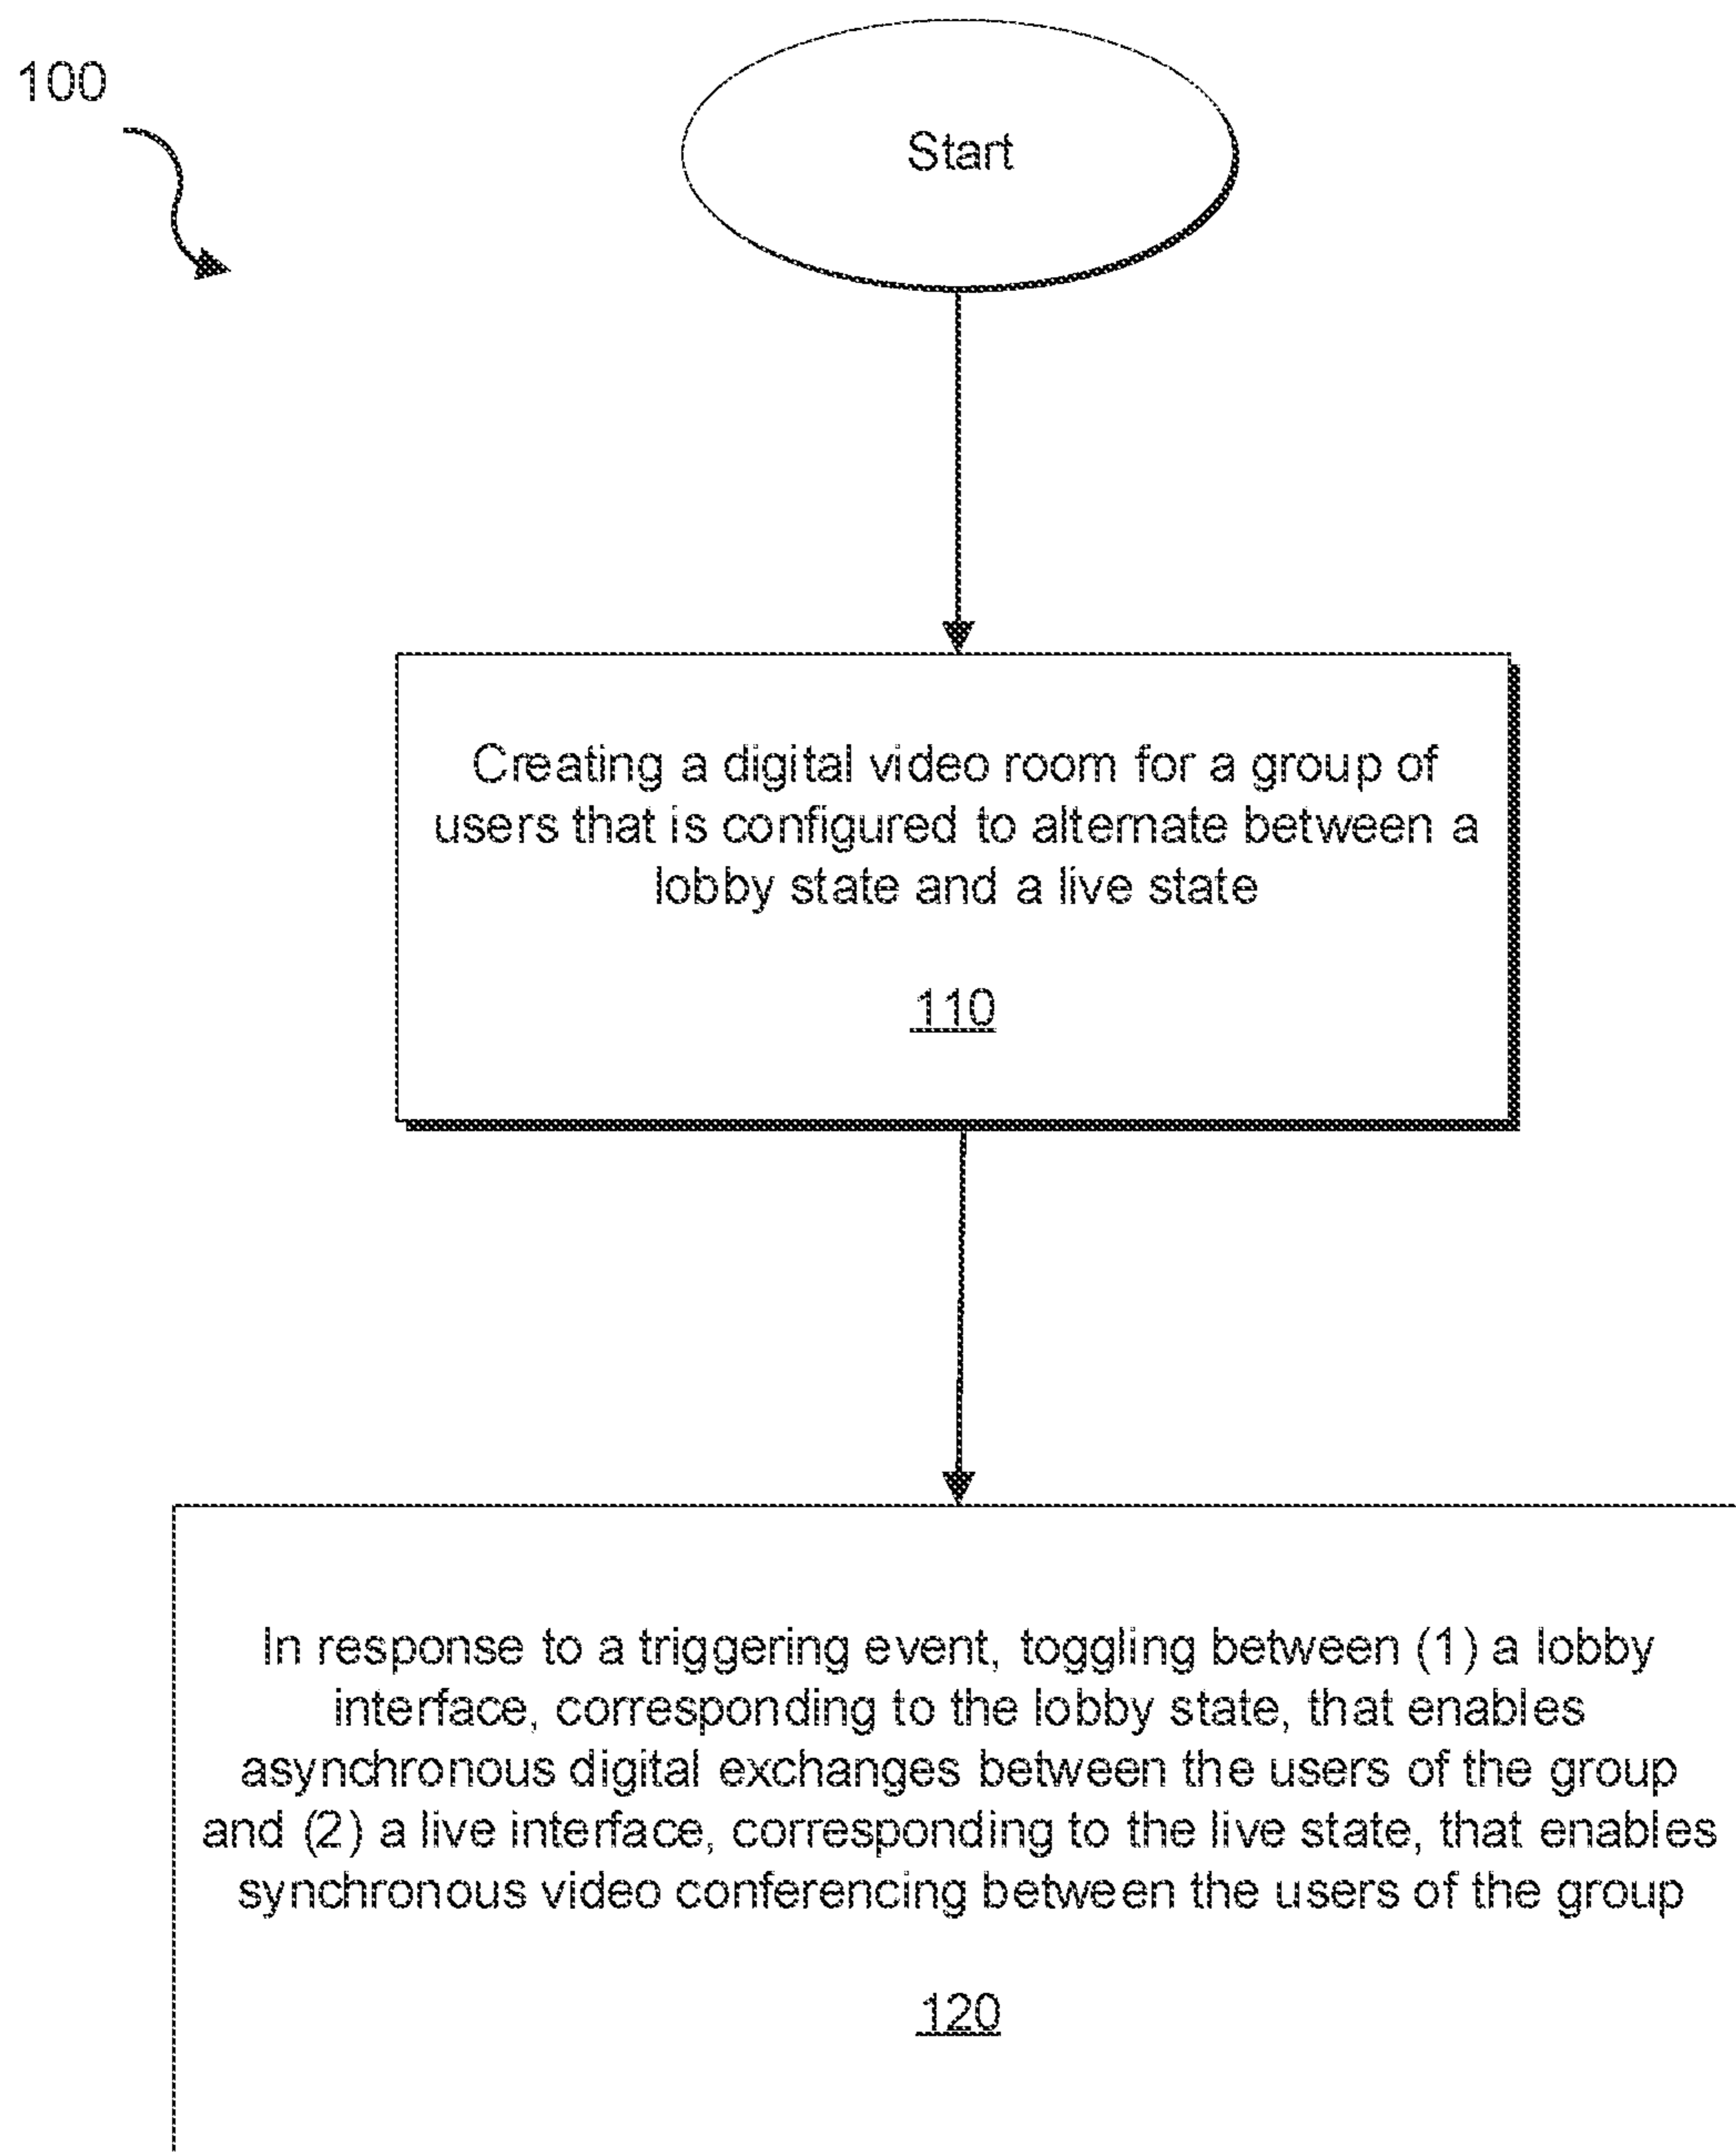 100
Start
Creating a digital video room for a group of
users that is configured to alternate between a
lobby state and a live state
110
In response to a triggering event, toggling between (1) a lobby
interface, corresponding to the lobby state, that enables
asynchronous digital exchanges between the users of the group
and (2) a live interface, corresponding to the live state, that enables
synchronous video conferencing between the users of the group
120